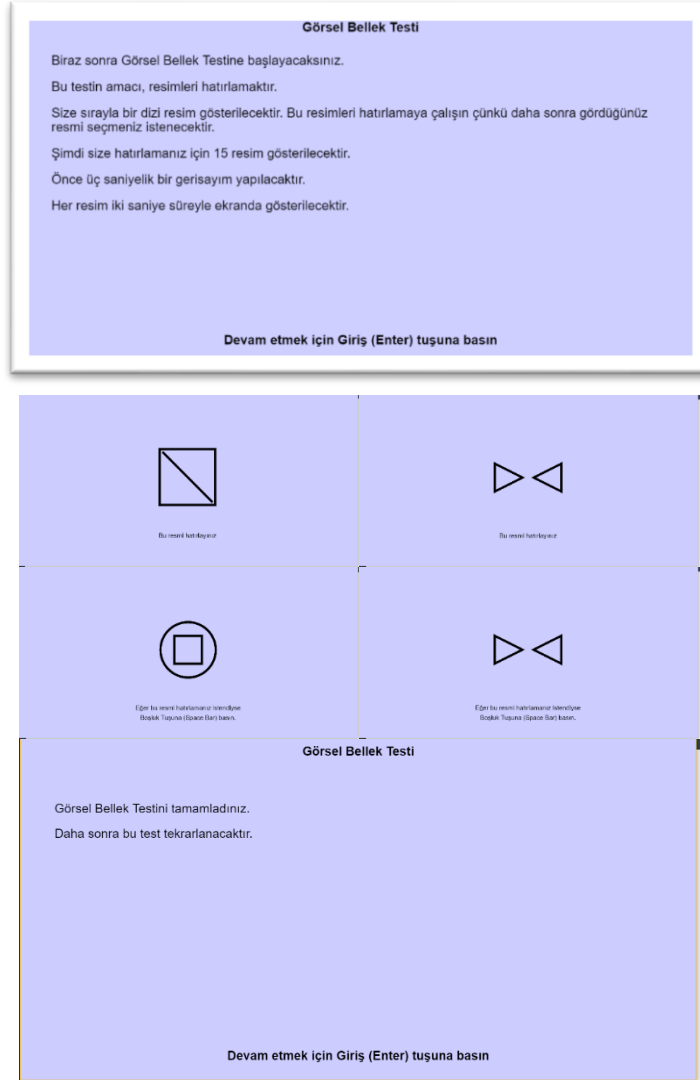 Görsel Bellek Testi
Biraz sonra Görsel Bellek Testine başlayacaksınız.
Bu testin amacı, resimleri hatırlamaktır.
Size sırayla bir dizi resim gösterilecektir. Bu resimleri hatırlamaya çalışın çünkü daha sonra gördüğünüz
resmi seçmeniz istenecektir.
Şimdi size hatırlamanız için 15 resim gösterilecektir.
Önce üç saniyelik bir gerisayım yapılacaktır.
Her resim iki saniye süreyle ekranda gösterilecektir.
Devam etmek için Giriş (Enter) tuşuna basın
Bu resmi hatırlayınız
Bu resmi hatırlayınız
Eğer bu resmi hatırlamanız istendiyse
Boşluk Tuşuna (Space Bar) basın.
Eğer bu resmi hatırlamanız istendiyse
Boşluk Tuşuna (Space Bar) basın.
Görsel Bellek Testi
Görsel Bellek Testini tamamladınız.
Daha sonra bu test tekrarlanacaktır.
Devam etmek için Giriş (Enter) tuşuna basın